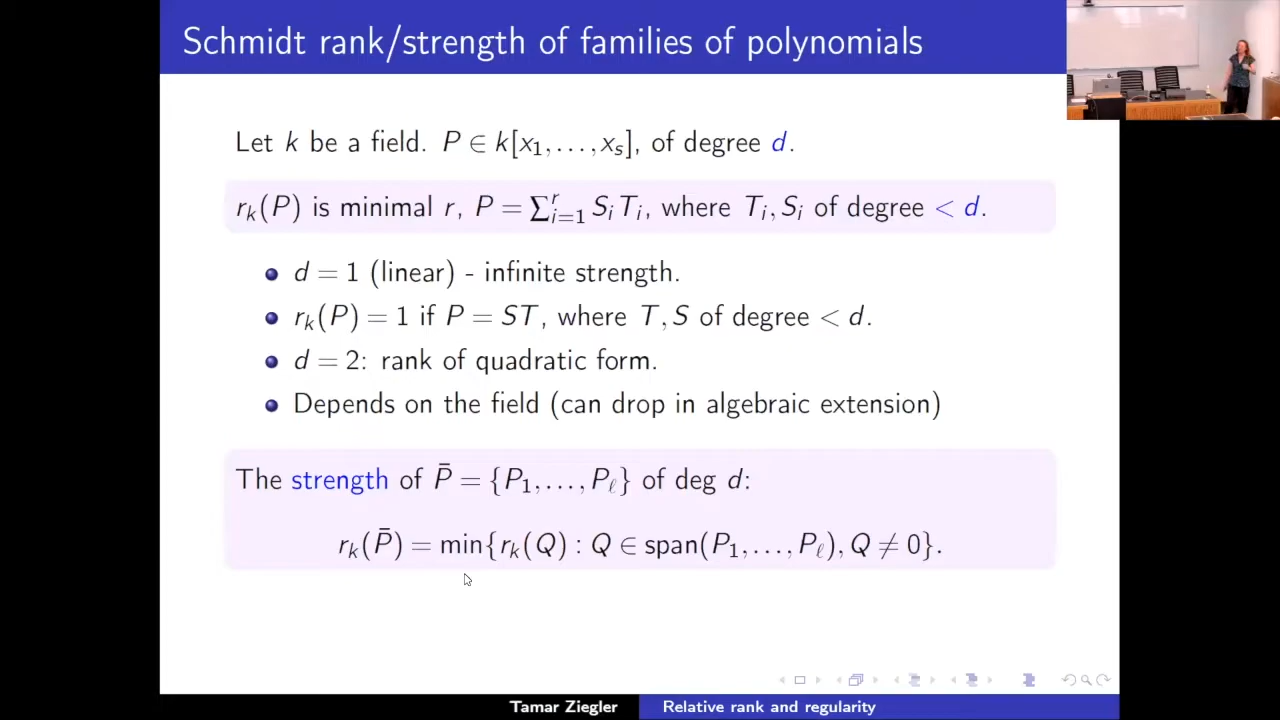 Schmidt rank/strength of families of polynomials
Let k be a field. P ∈ k[x₁, . . . , xₛ], of degree d.
rₖ(P) is minimal r, P = ∑ʳᵢ₌₁ SᵢTᵢ, where Tᵢ, Sᵢ of degree < d.
d = 1 (linear) - infinite strength.
rₖ(P) = 1 if P = ST, where T, S of degree < d.
d = 2: rank of quadratic form.
Depends on the field (can drop in algebraic extension)
The strength of P̄ = {P₁, . . . , P_ℓ} of deg d:
rₖ(P̄) = min{rₖ(Q) : Q ∈ span(P₁, . . . , P_ℓ), Q ≠ 0}.
Tamar Ziegler Relative rank and regularity